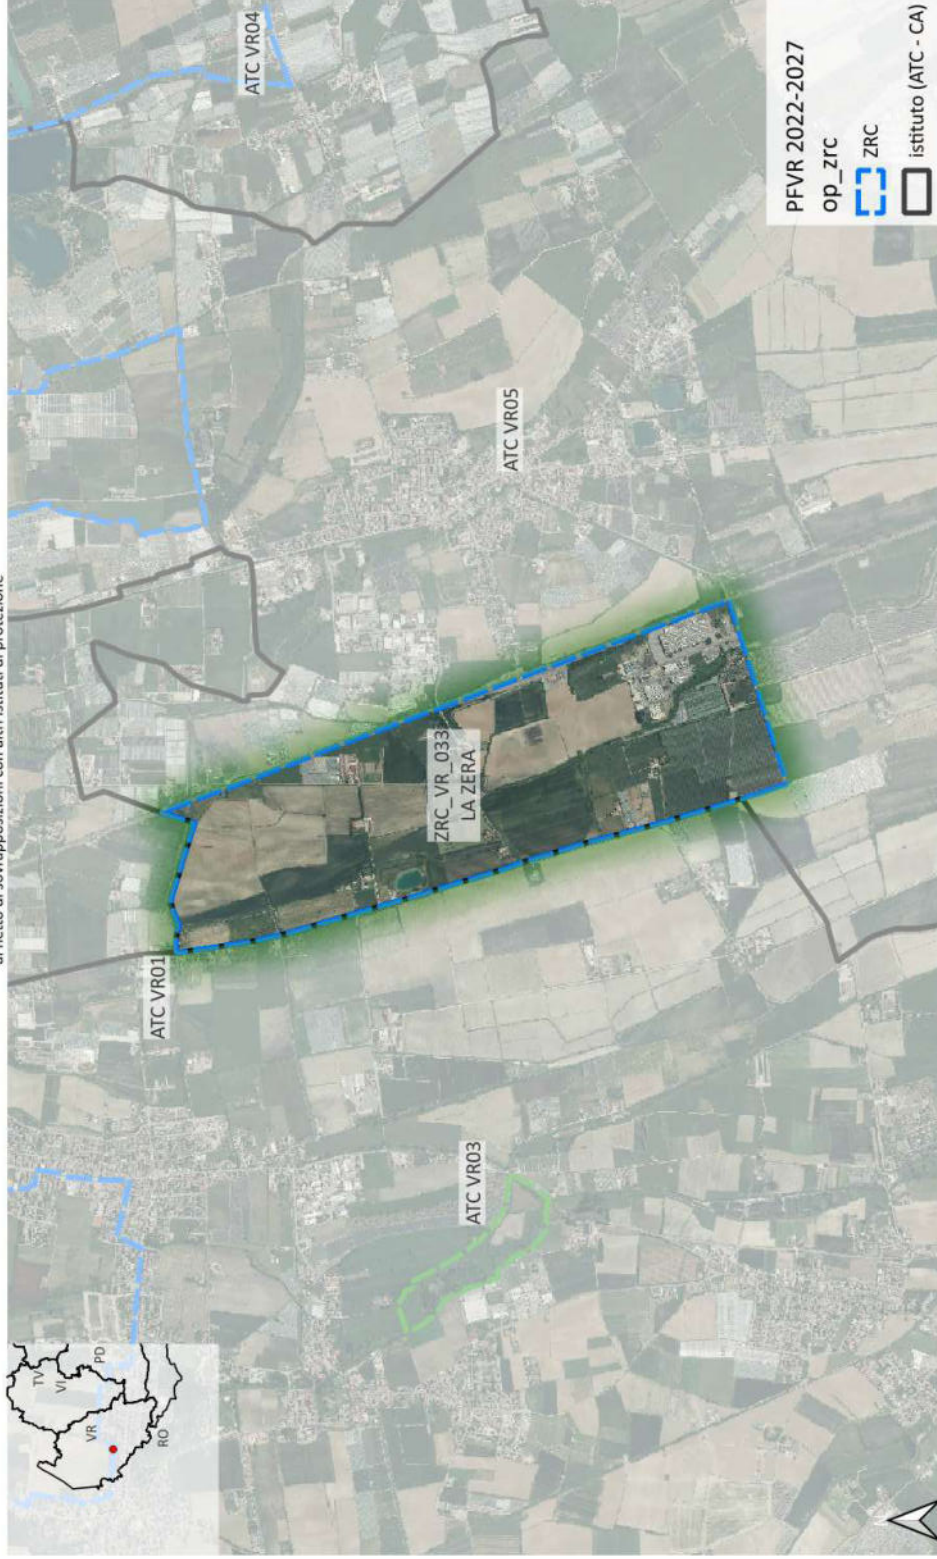 TV
VI
PD
VR
RO
ATC VR04
ATC VR01
ATC VR05
ATC VR03
ZRC_VR_033
LA ZERA
PFVR 2022-2027
op_zrc
ZRC
istituto (ATC - CA)